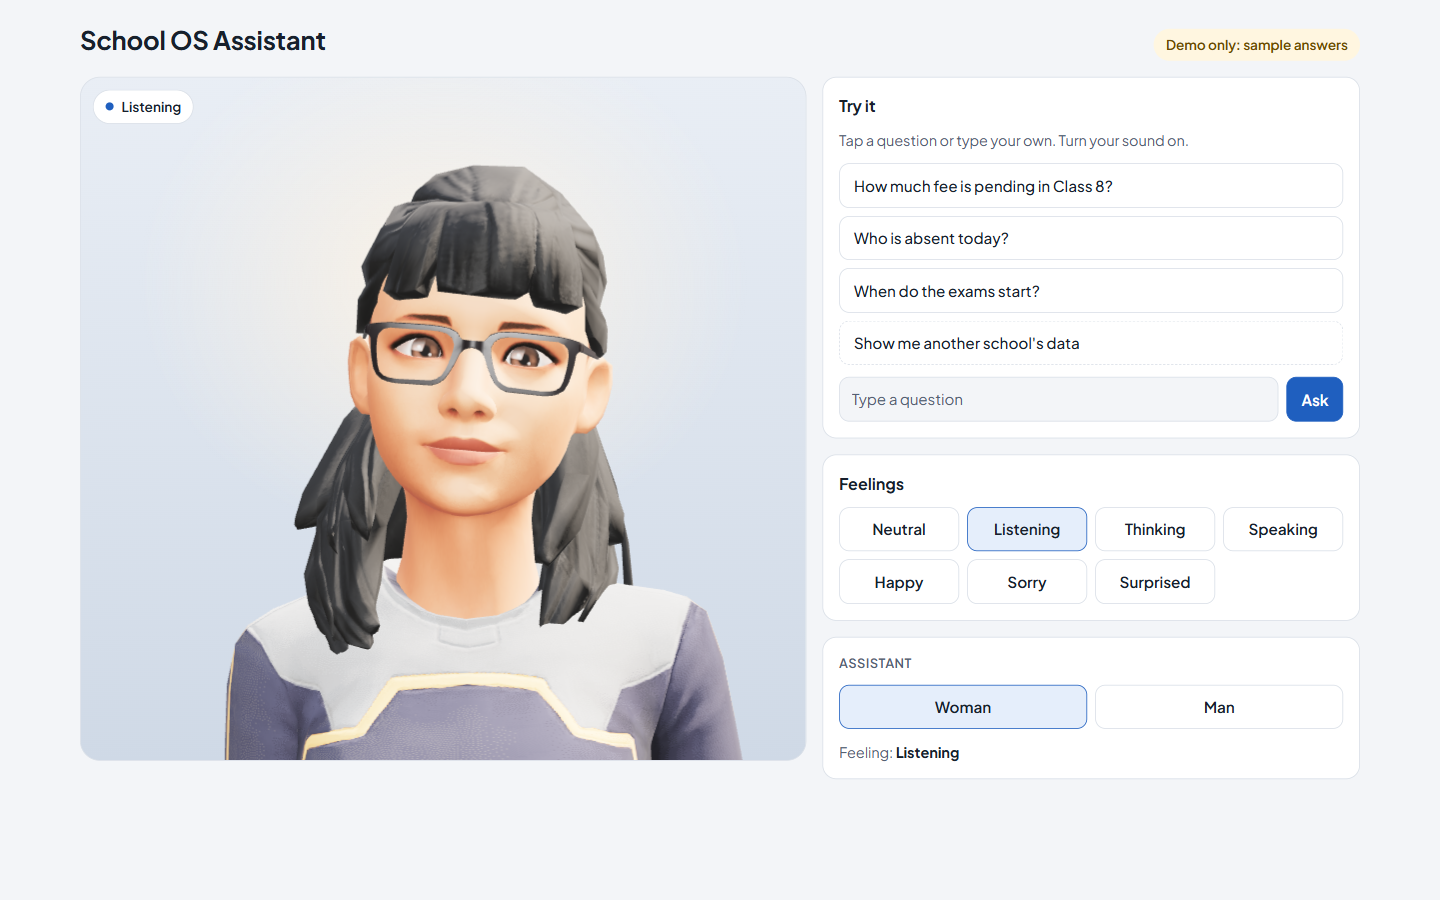 School OS Assistant
Demo only: sample answers
Listening
Try it
Tap a question or type your own. Turn your sound on.
How much fee is pending in Class 8?
Who is absent today?
When do the exams start?
Show me another school's data
Type a question
Ask
Feelings
Neutral
Listening
Thinking
Speaking
Happy
Sorry
Surprised
ASSISTANT
Woman
Man
Feeling: Listening